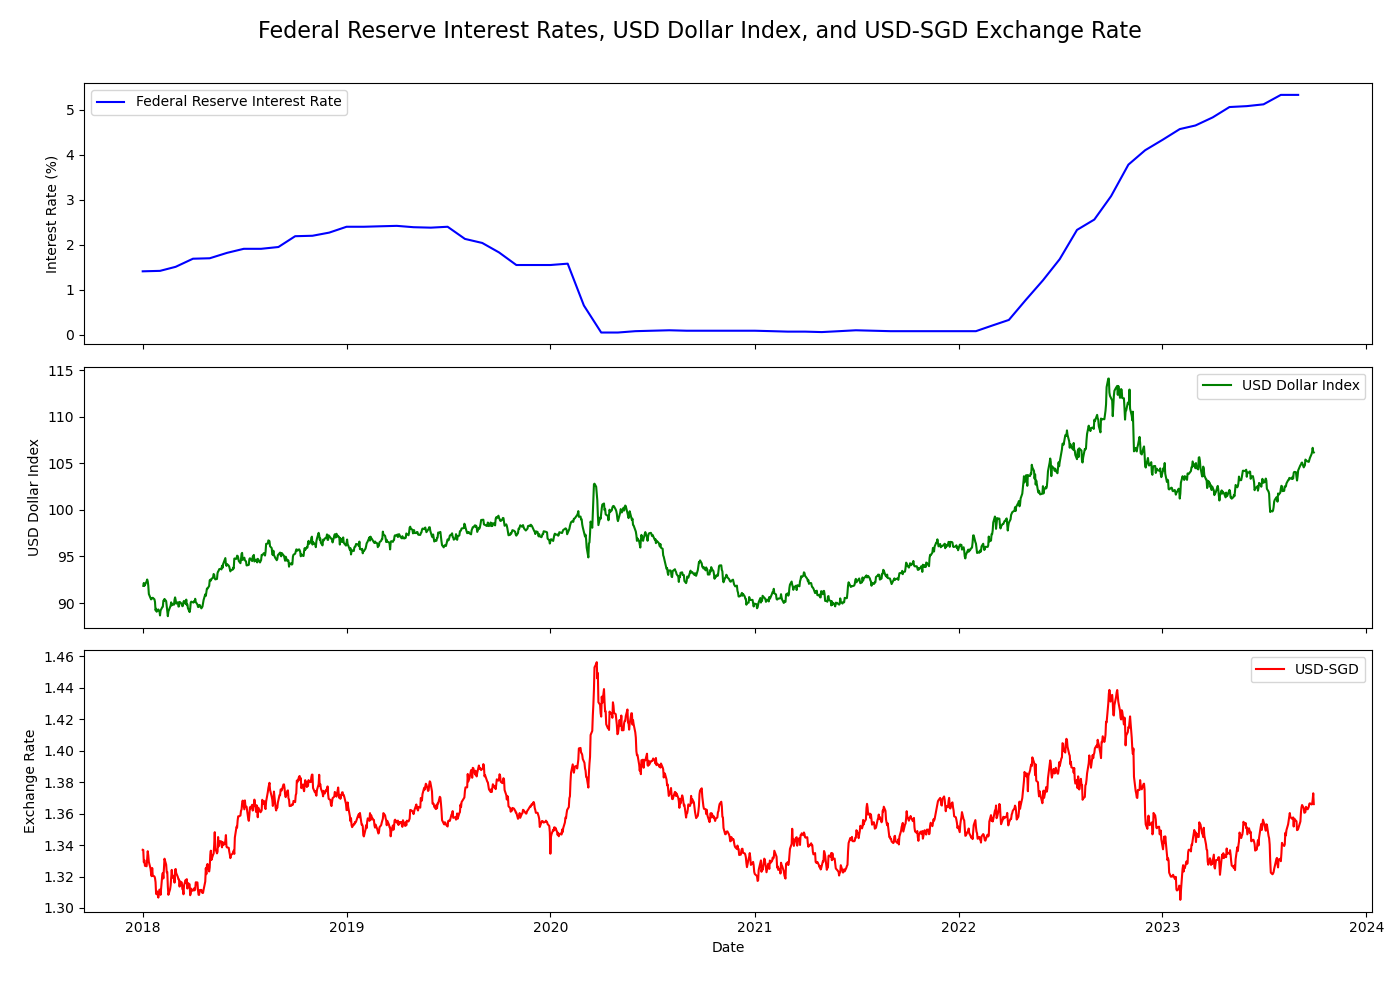 Federal Reserve Interest Rates, USD Dollar Index, and USD-SGD Exchange Rate
Federal Reserve Interest Rate
Interest Rate (%)
5
4
3
2
1
0
USD Dollar Index
USD Dollar Index
115
110
105
100
95
90
USD-SGD
Exchange Rate
1.46
1.44
1.42
1.40
1.38
1.36
1.34
1.32
1.30
2018 2019 2020 2021 2022 2023 2024
Date